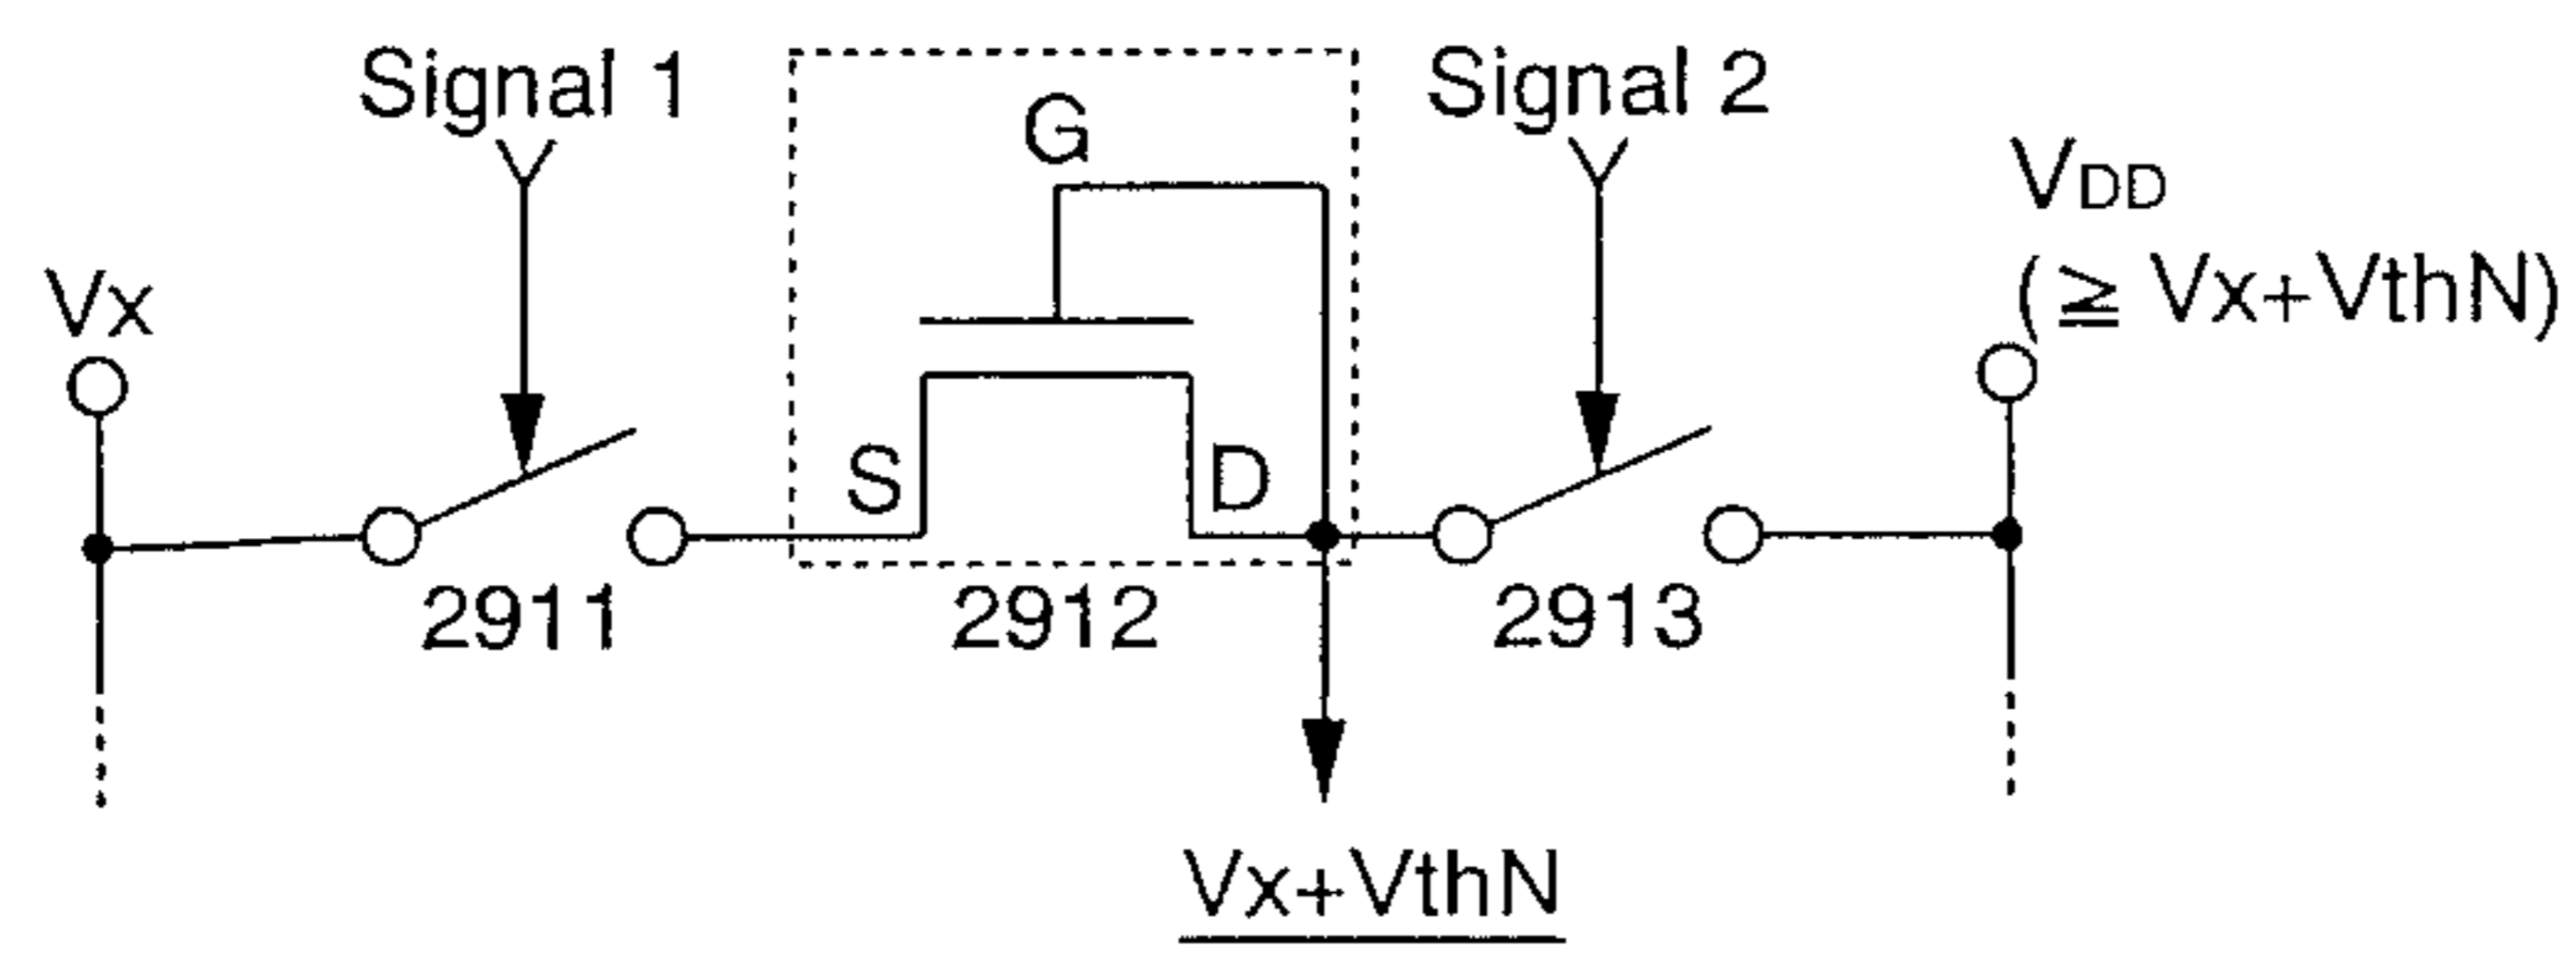 Signal 1
Signal 2
G
VDD
Vx
(≧ Vx+VthN)
S
D
2911
2912
2913
Vx+VthN